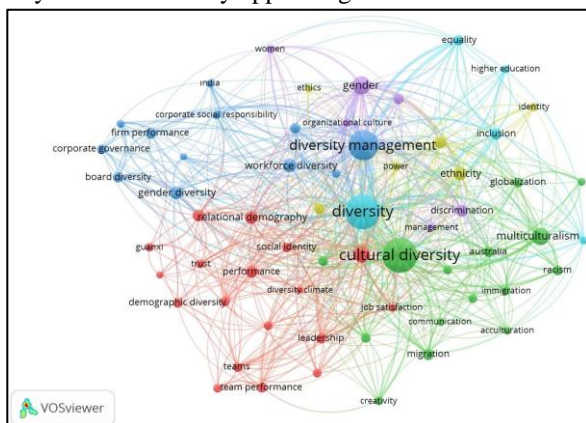 women
equality
higher education
india
ethics
gender
identity
corporate social responsibility
organizational culture
firm performance
inclusion
corporate governance
diversity management
workforce diversity
power
ethnicity
board diversity
globalization
gender diversity
diversity
discrimination
relational demography
management
multiculturalism
guanxi
social identity
cultural diversity
australia
trust
racism
performance
diversity climate
immigration
demographic diversity
job satisfaction
communication
acculturation
leadership
migration
teams
team performance
creativity
VOSviewer